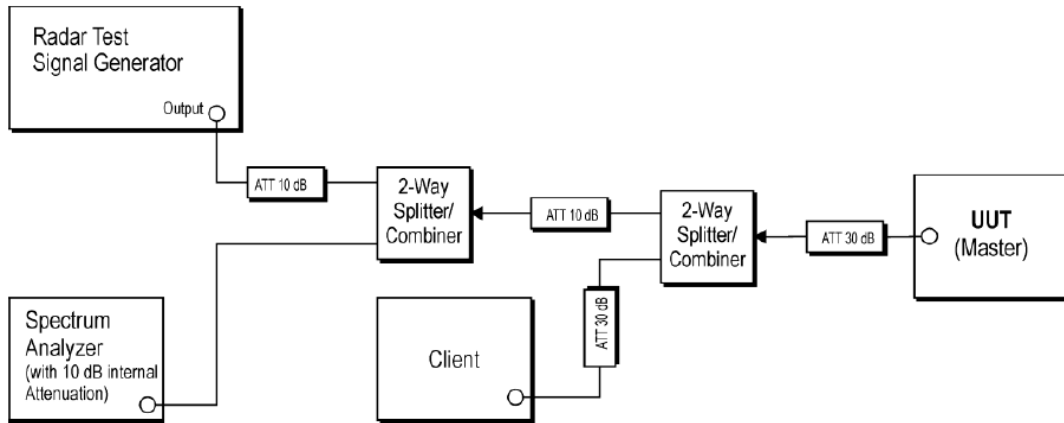 Radar Test
Signal Generator
Output
ATT 10 dB
2-Way
Splitter/
Combiner
ATT 10 dB
2-Way
Splitter/
Combiner
ATT 30 dB
UUT
(Master)
Spectrum
Analyzer
(with 10 dB internal
Attenuation)
Client
ATT 30 dB